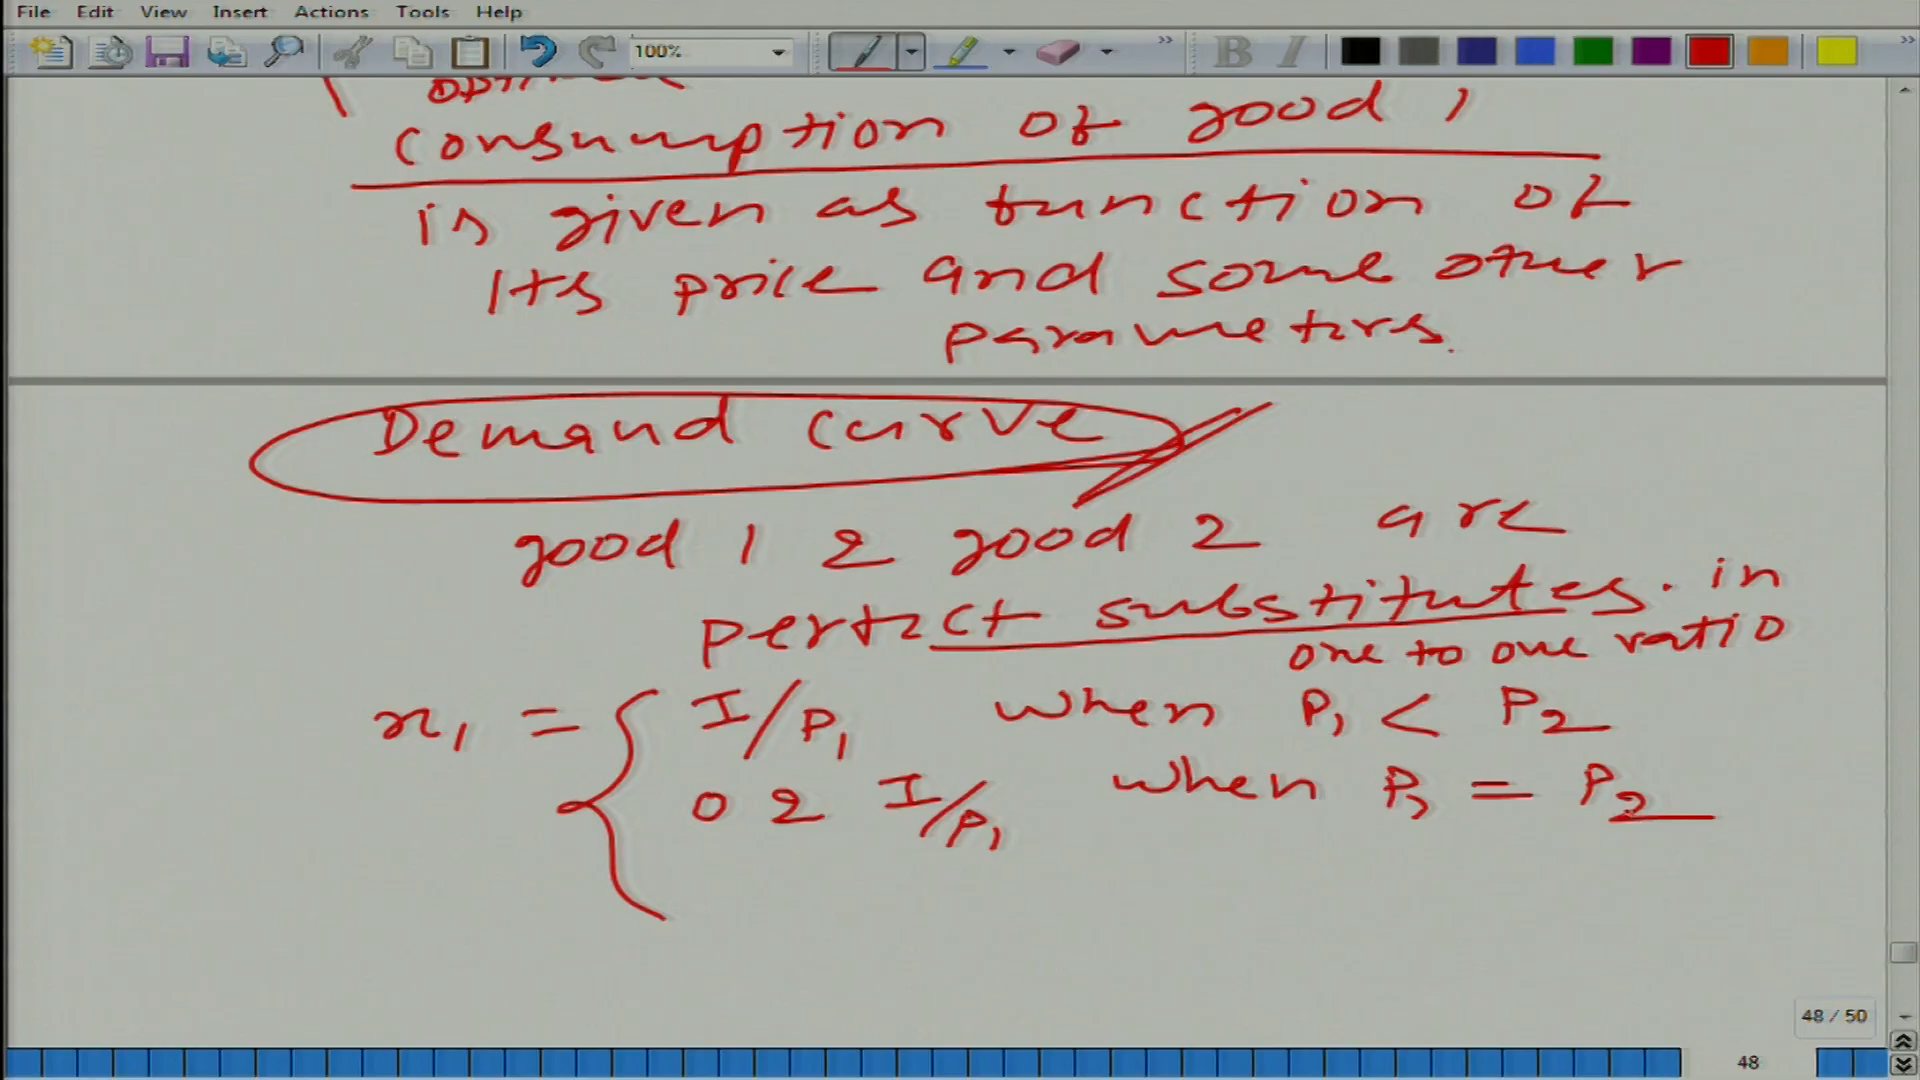 File Edit View Insert Actions Tools Help
100%
B I
consumption of good 1
is given as function of
Its price and some other
parameters.
Demand curve
good 1 & good 2 are
perfect substitutes. in
one to one ratio
x1 = { I/P1 when P1 < P2
0 & I/P1 when P1 = P2
48 / 50
48